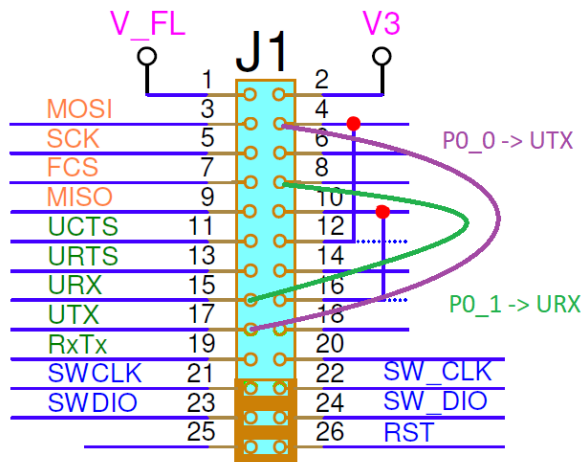 V_FL J1 V3
1 2
MOSI 3 4
SCK 5 6 P0_0 -> UTX
FCS 7 8
MISO 9 10
UCTS 11 12
URTS 13 14
URX 15 16 P0_1 -> URX
UTX 17 18
RxTx 19 20
SWCLK 21 22 SW_CLK
SWDIO 23 24 SW_DIO
25 26 RST